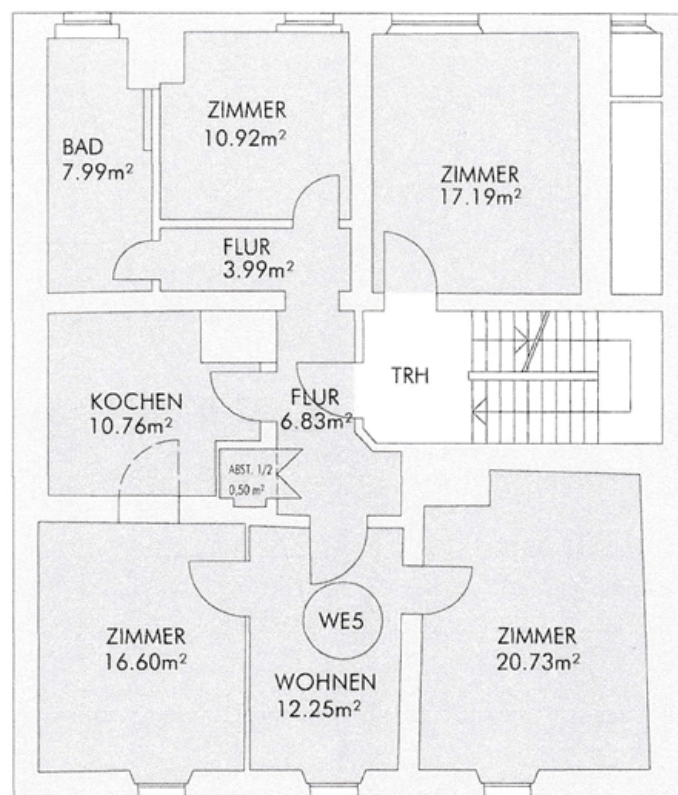 ZIMMER
10.92m²
BAD
7.99m²
ZIMMER
17.19m²
FLUR
3.99m²
TRH
KOCHEN
10.76m²
FLUR
6.83m²
ABST. 1/2
0,50 m²
WE5
ZIMMER
16.60m²
WOHNEN
12.25m²
ZIMMER
20.73m²